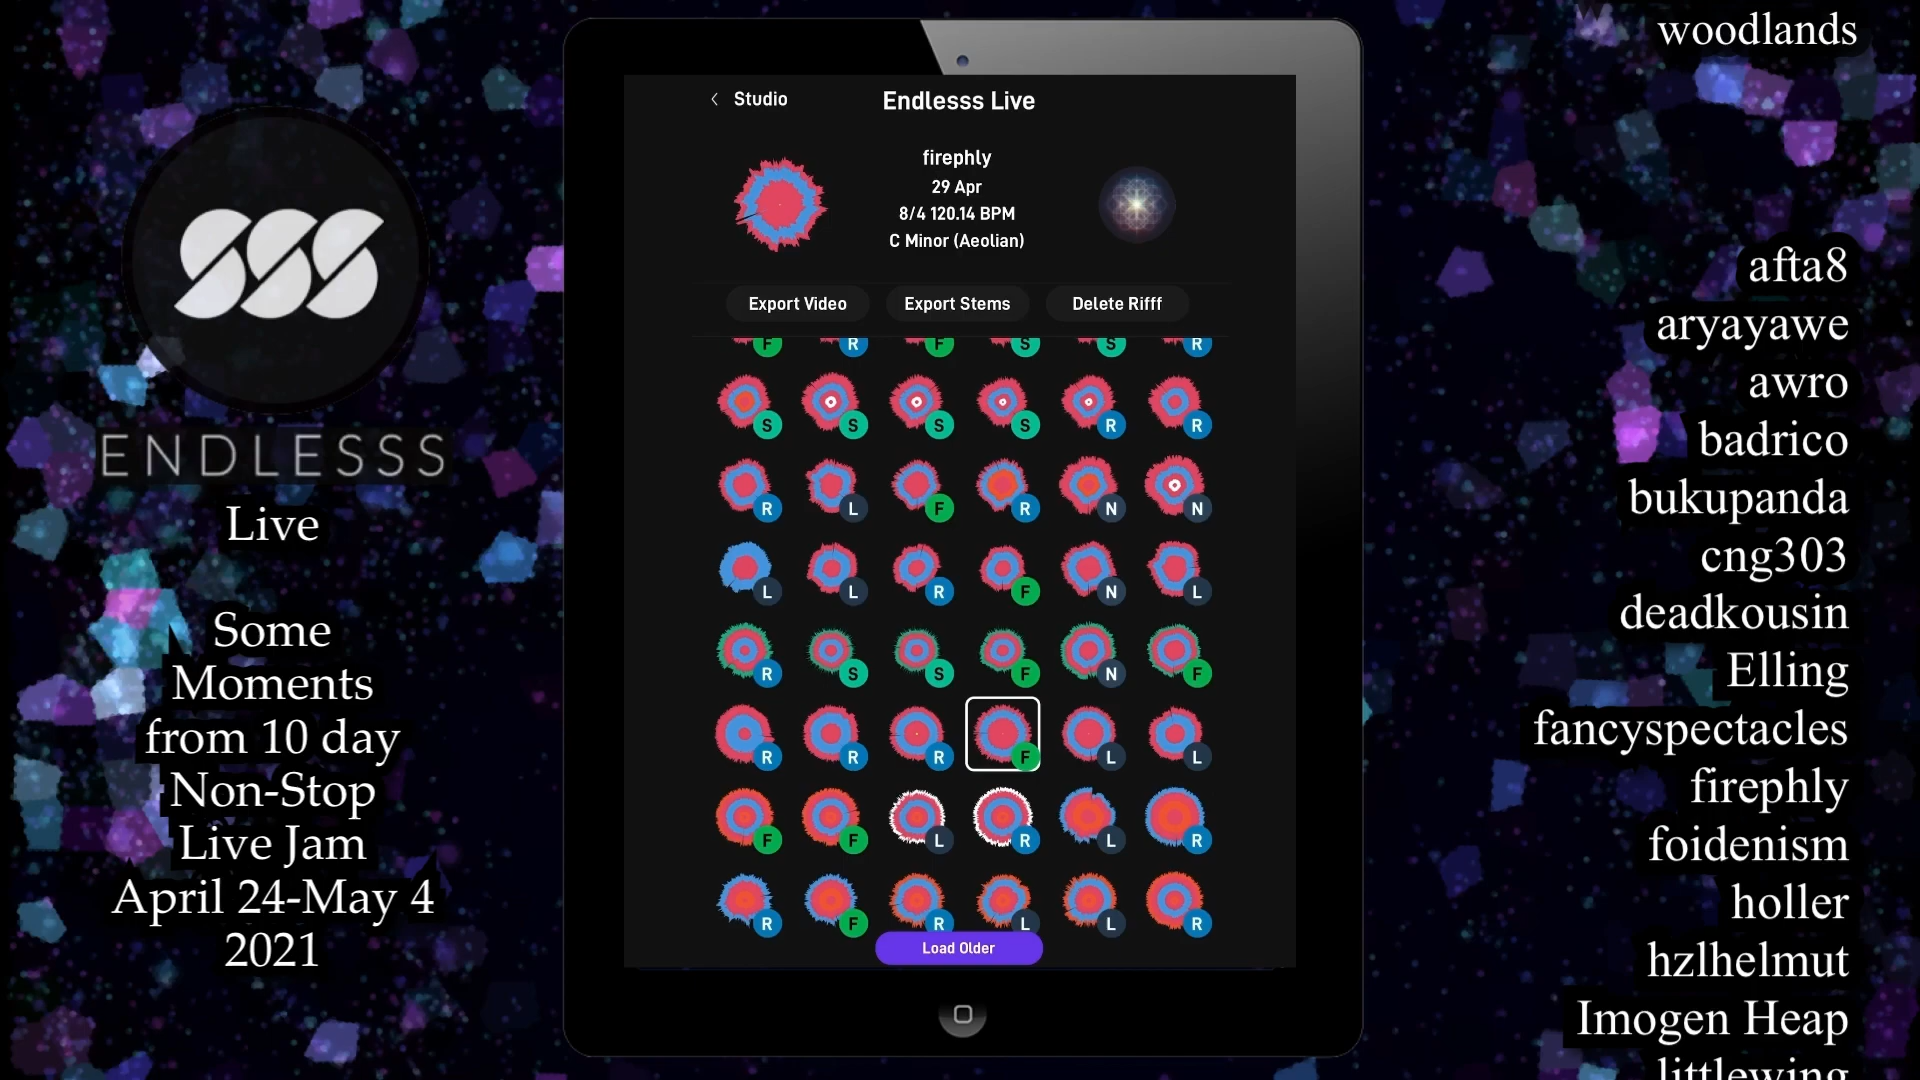 ENDLESSS
Live
Some
Moments
from 10 day
Non-Stop
Live Jam
April 24-May 4
2021
Studio
Endlesss Live
firephly
29 Apr
8/4 120.14 BPM
C Minor (Aeolian)
Export Video
Export Stems
Delete Rifff
F R F S S R
S S S S R R
R L F R N N
L L R F N L
R S S F N F
R R R F L L
F F L R L R
R F R L L R
Load Older
woodlands
afta8
aryayawe
awro
badrico
bukupanda
cng303
deadkousin
Elling
fancyspectacles
firephly
foidenism
holler
hzlhelmut
Imogen Heap
littlewing